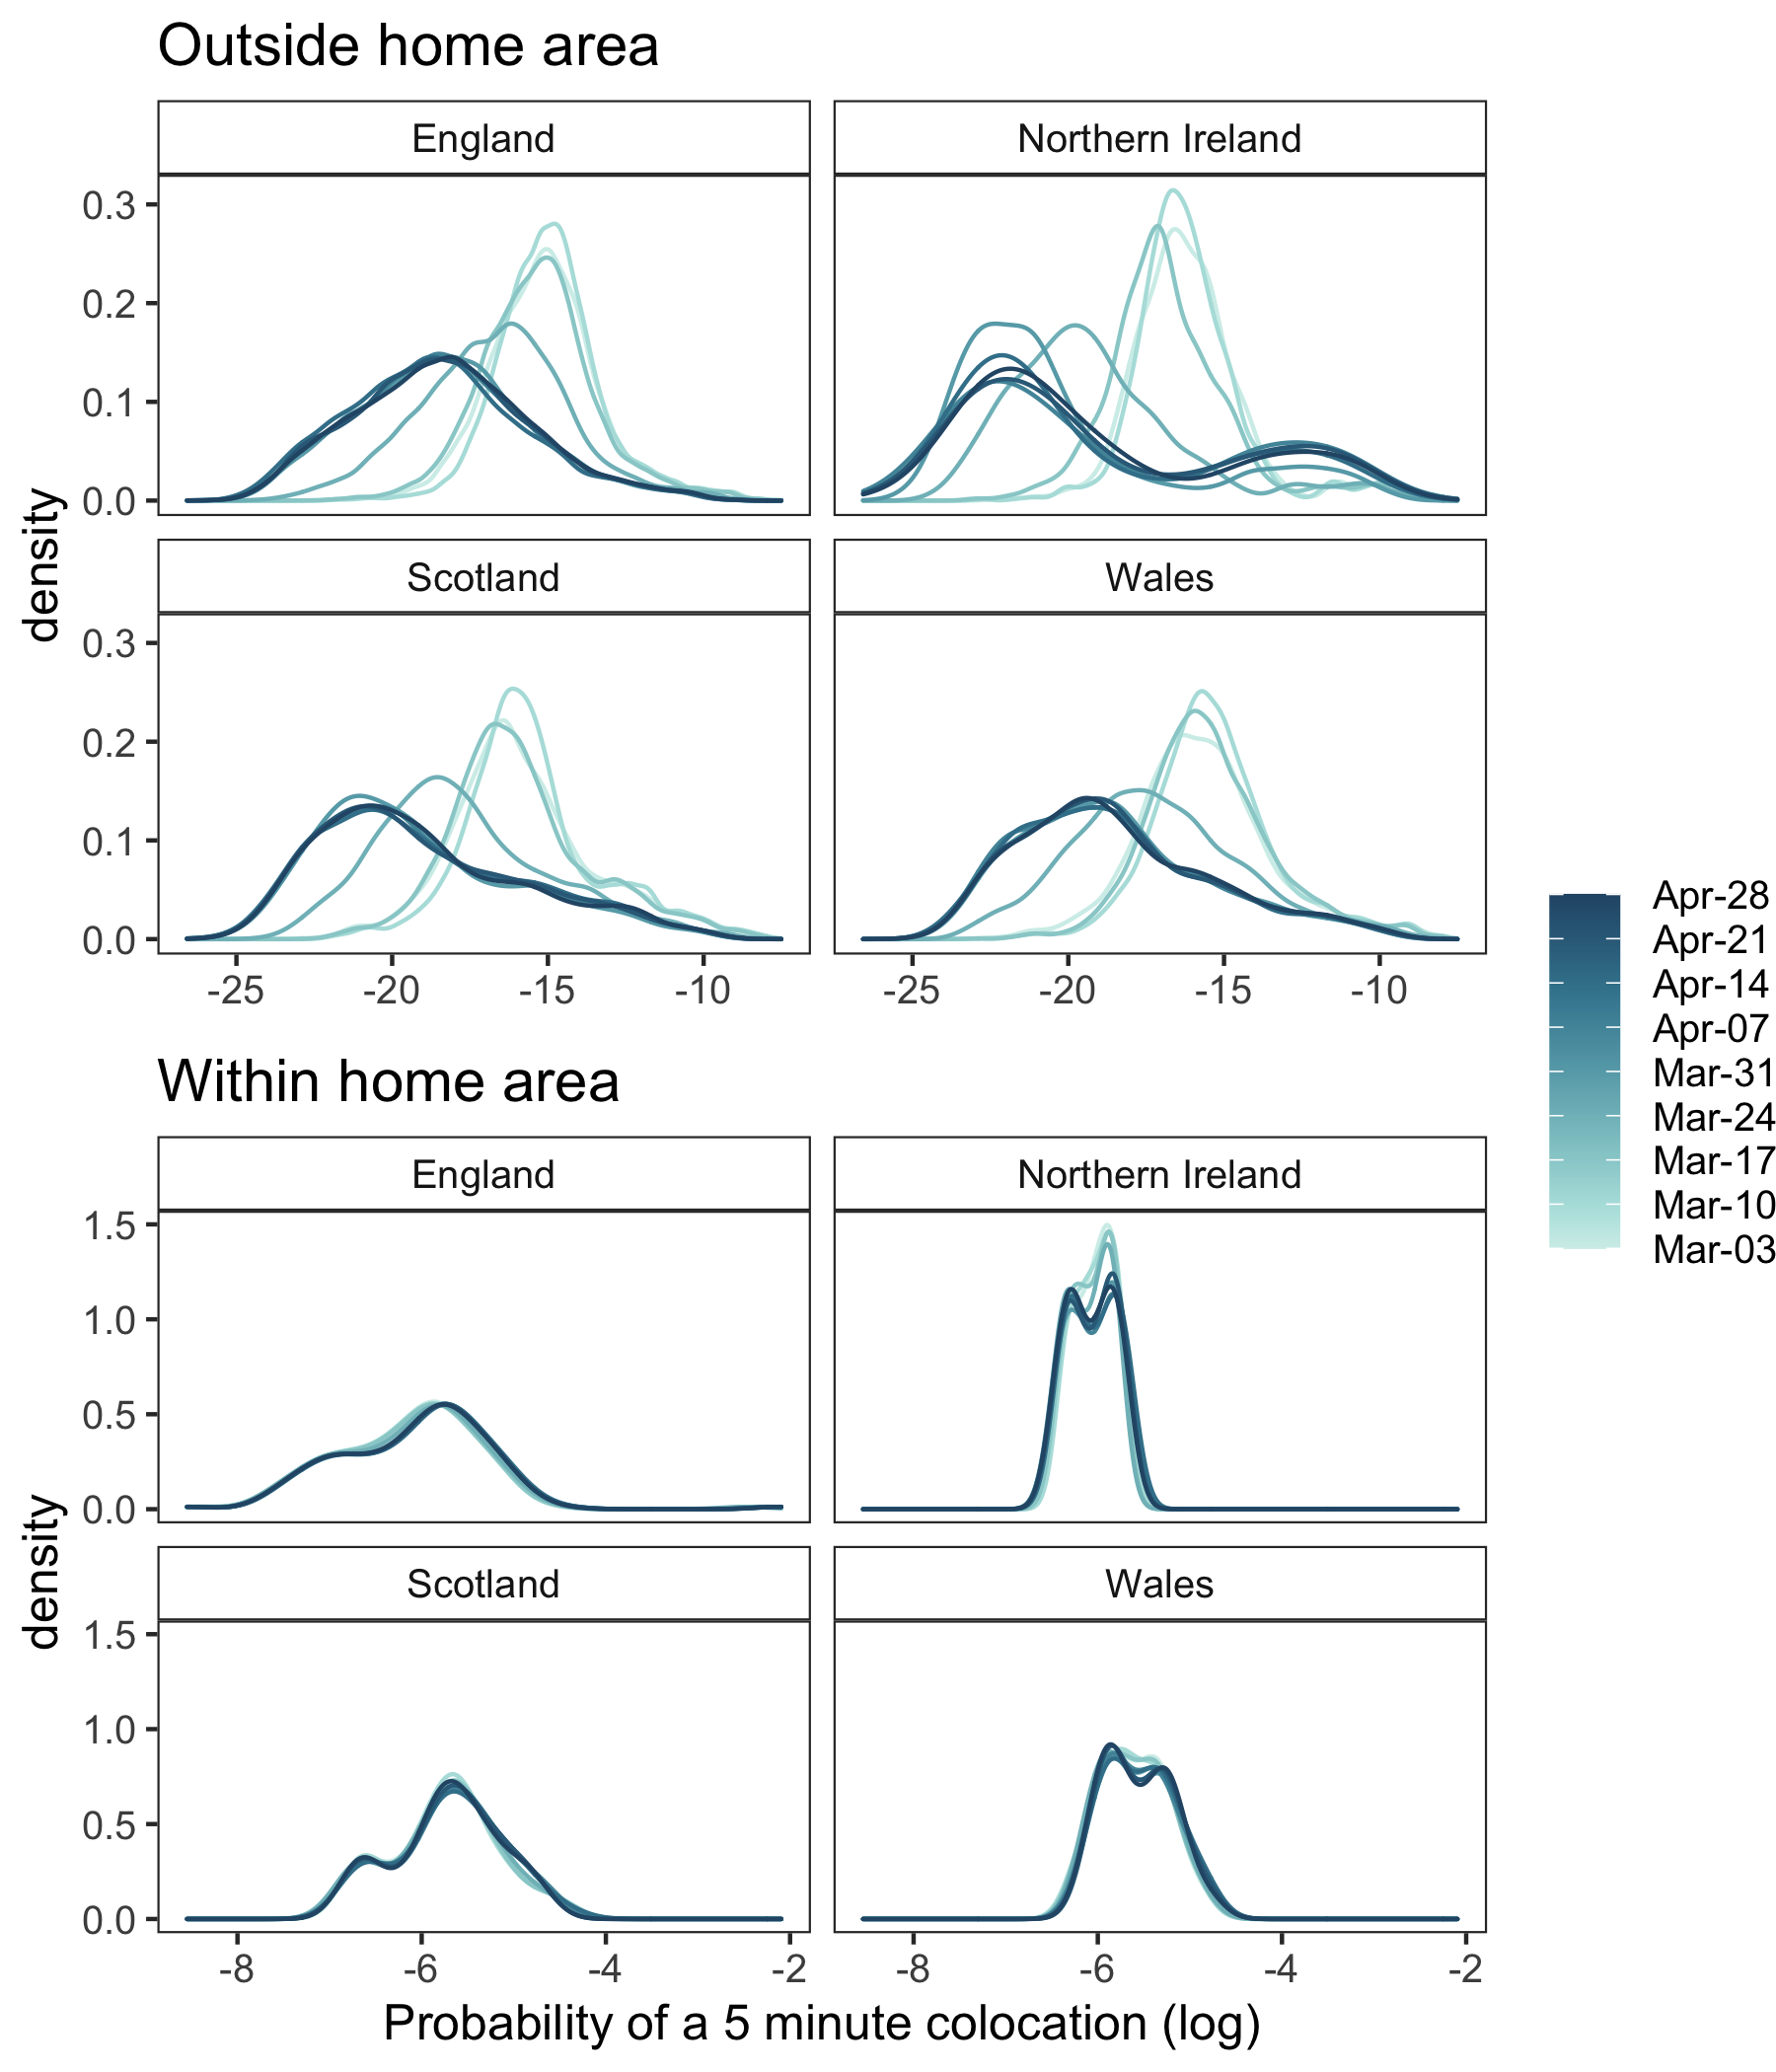 Outside home area
England
Northern Ireland
0.3
0.2
0.1
0.0
Scotland
Wales
0.3
0.2
0.1
0.0
density
-25
-20
-15
-10
-25
-20
-15
-10
Within home area
England
Northern Ireland
1.5
1.0
0.5
0.0
Scotland
Wales
1.5
1.0
0.5
0.0
density
-8
-6
-4
-2
-8
-6
-4
-2
Probability of a 5 minute colocation (log)
Apr-28
Apr-21
Apr-14
Apr-07
Mar-31
Mar-24
Mar-17
Mar-10
Mar-03